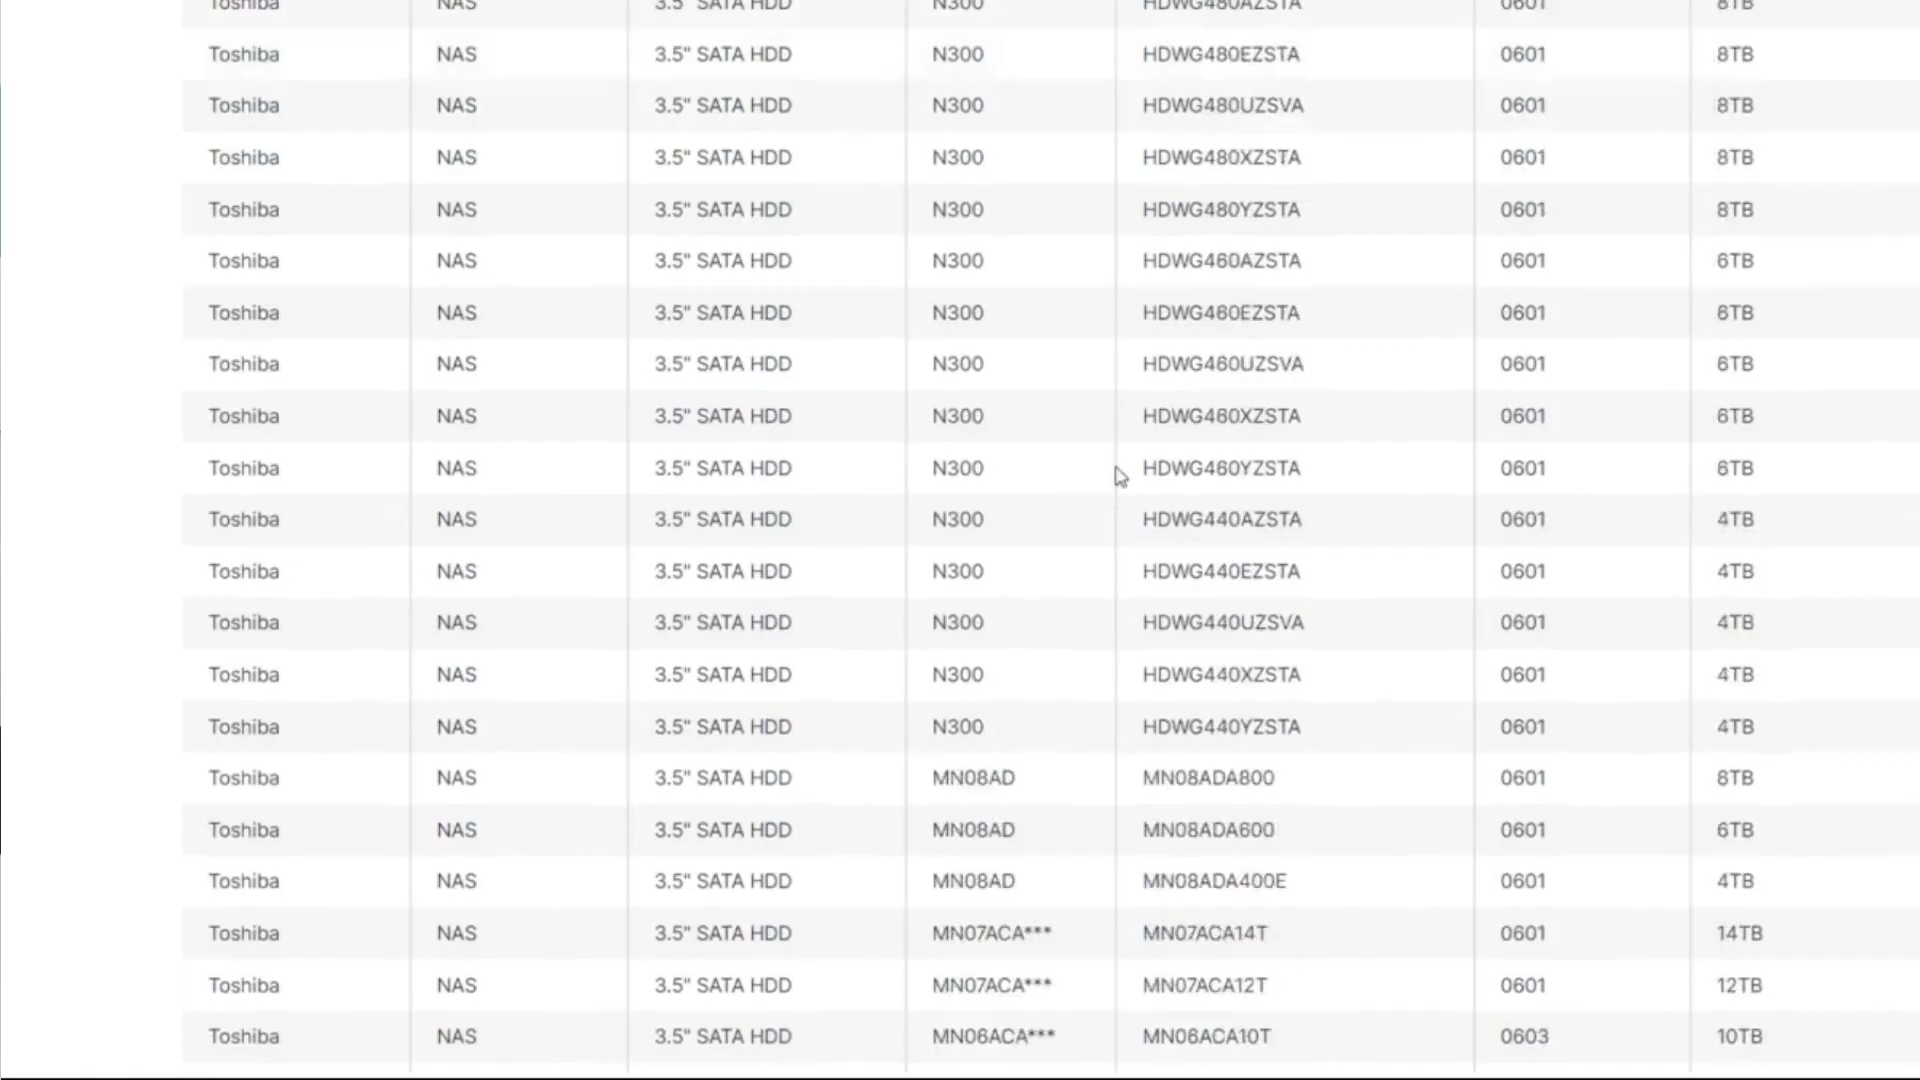 Toshiba NAS 3.5" SATA HDD N300 HDWG480AZSTA 0601 8TB
Toshiba NAS 3.5" SATA HDD N300 HDWG480EZSTA 0601 8TB
Toshiba NAS 3.5" SATA HDD N300 HDWG480UZSVA 0601 8TB
Toshiba NAS 3.5" SATA HDD N300 HDWG480XZSTA 0601 8TB
Toshiba NAS 3.5" SATA HDD N300 HDWG480YZSTA 0601 8TB
Toshiba NAS 3.5" SATA HDD N300 HDWG460AZSTA 0601 6TB
Toshiba NAS 3.5" SATA HDD N300 HDWG460EZSTA 0601 6TB
Toshiba NAS 3.5" SATA HDD N300 HDWG460UZSVA 0601 6TB
Toshiba NAS 3.5" SATA HDD N300 HDWG460XZSTA 0601 6TB
Toshiba NAS 3.5" SATA HDD N300 HDWG460YZSTA 0601 6TB
Toshiba NAS 3.5" SATA HDD N300 HDWG440AZSTA 0601 4TB
Toshiba NAS 3.5" SATA HDD N300 HDWG440EZSTA 0601 4TB
Toshiba NAS 3.5" SATA HDD N300 HDWG440UZSVA 0601 4TB
Toshiba NAS 3.5" SATA HDD N300 HDWG440XZSTA 0601 4TB
Toshiba NAS 3.5" SATA HDD N300 HDWG440YZSTA 0601 4TB
Toshiba NAS 3.5" SATA HDD MN08AD MN08ADA800 0601 8TB
Toshiba NAS 3.5" SATA HDD MN08AD MN08ADA600 0601 6TB
Toshiba NAS 3.5" SATA HDD MN08AD MN08ADA400E 0601 4TB
Toshiba NAS 3.5" SATA HDD MN07ACA*** MN07ACA14T 0601 14TB
Toshiba NAS 3.5" SATA HDD MN07ACA*** MN07ACA12T 0601 12TB
Toshiba NAS 3.5" SATA HDD MN06ACA*** MN06ACA10T 0603 10TB